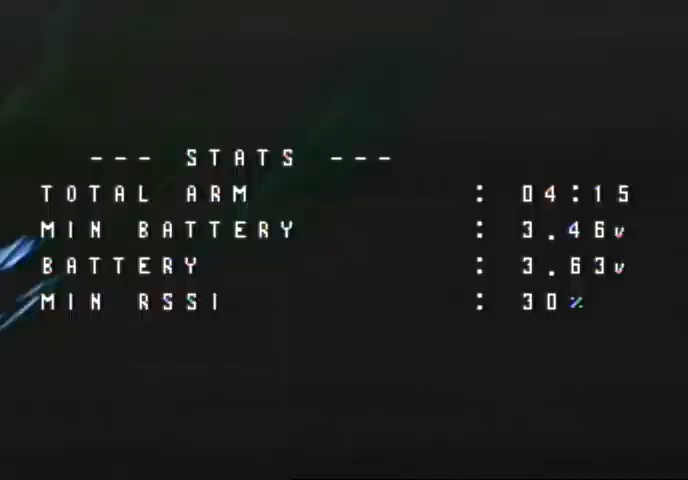 --- STATS ---
TOTAL ARM : 04:15
MIN BATTERY : 3.46v
BATTERY : 3.63v
MIN RSSI : 30%